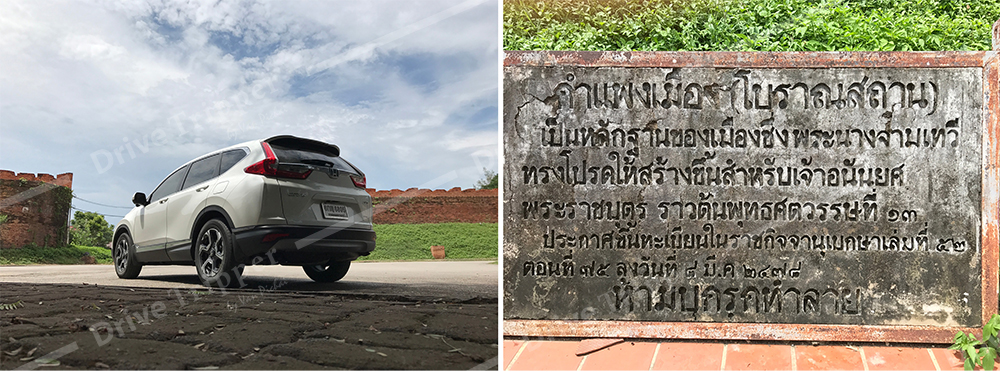 กำแพงเมือง (โบราณสถาน)
เป็นหลักฐานของเมืองซึ่งพระนางจามเทวี
ทรงโปรดให้สร้างขึ้นสำหรับเจ้าอนันยศ
พระราชบุตร ราวต้นพุทธศตวรรษที่ ๑๓
ประกาศขึ้นทะเบียนในราชกิจจานุเบกษาเล่มที่ ๕๒
ตอนที่ ๗๕ ลงวันที่ ๘ มี.ค ๒๔๗๘
ห้ามบุกรุกทำลาย
Drive Tripper